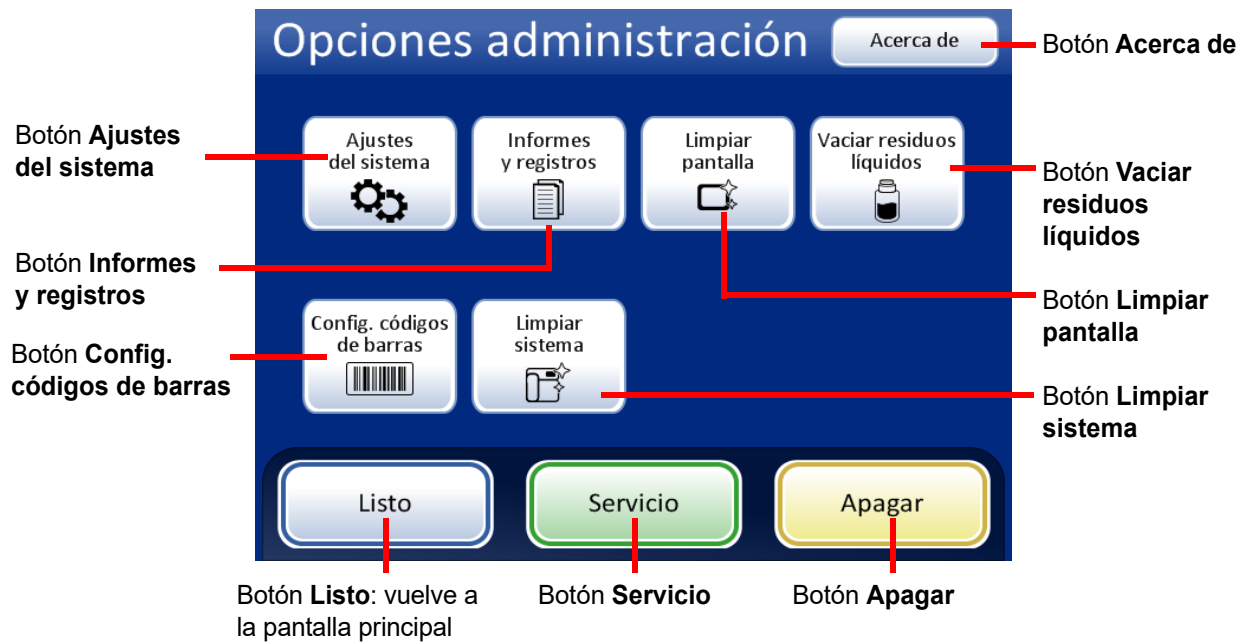 Opciones administración
Acerca de
Botón Acerca de
Botón Ajustes
del sistema
Ajustes
del sistema
Informes
y registros
Limpiar
pantalla
Vaciar residuos
líquidos
Botón Vaciar
residuos
líquidos
Botón Informes
y registros
Botón Limpiar
pantalla
Config. códigos
de barras
Limpiar
sistema
Botón Config.
códigos de barras
Botón Limpiar
sistema
Listo
Servicio
Apagar
Botón Listo: vuelve a
la pantalla principal
Botón Servicio
Botón Apagar